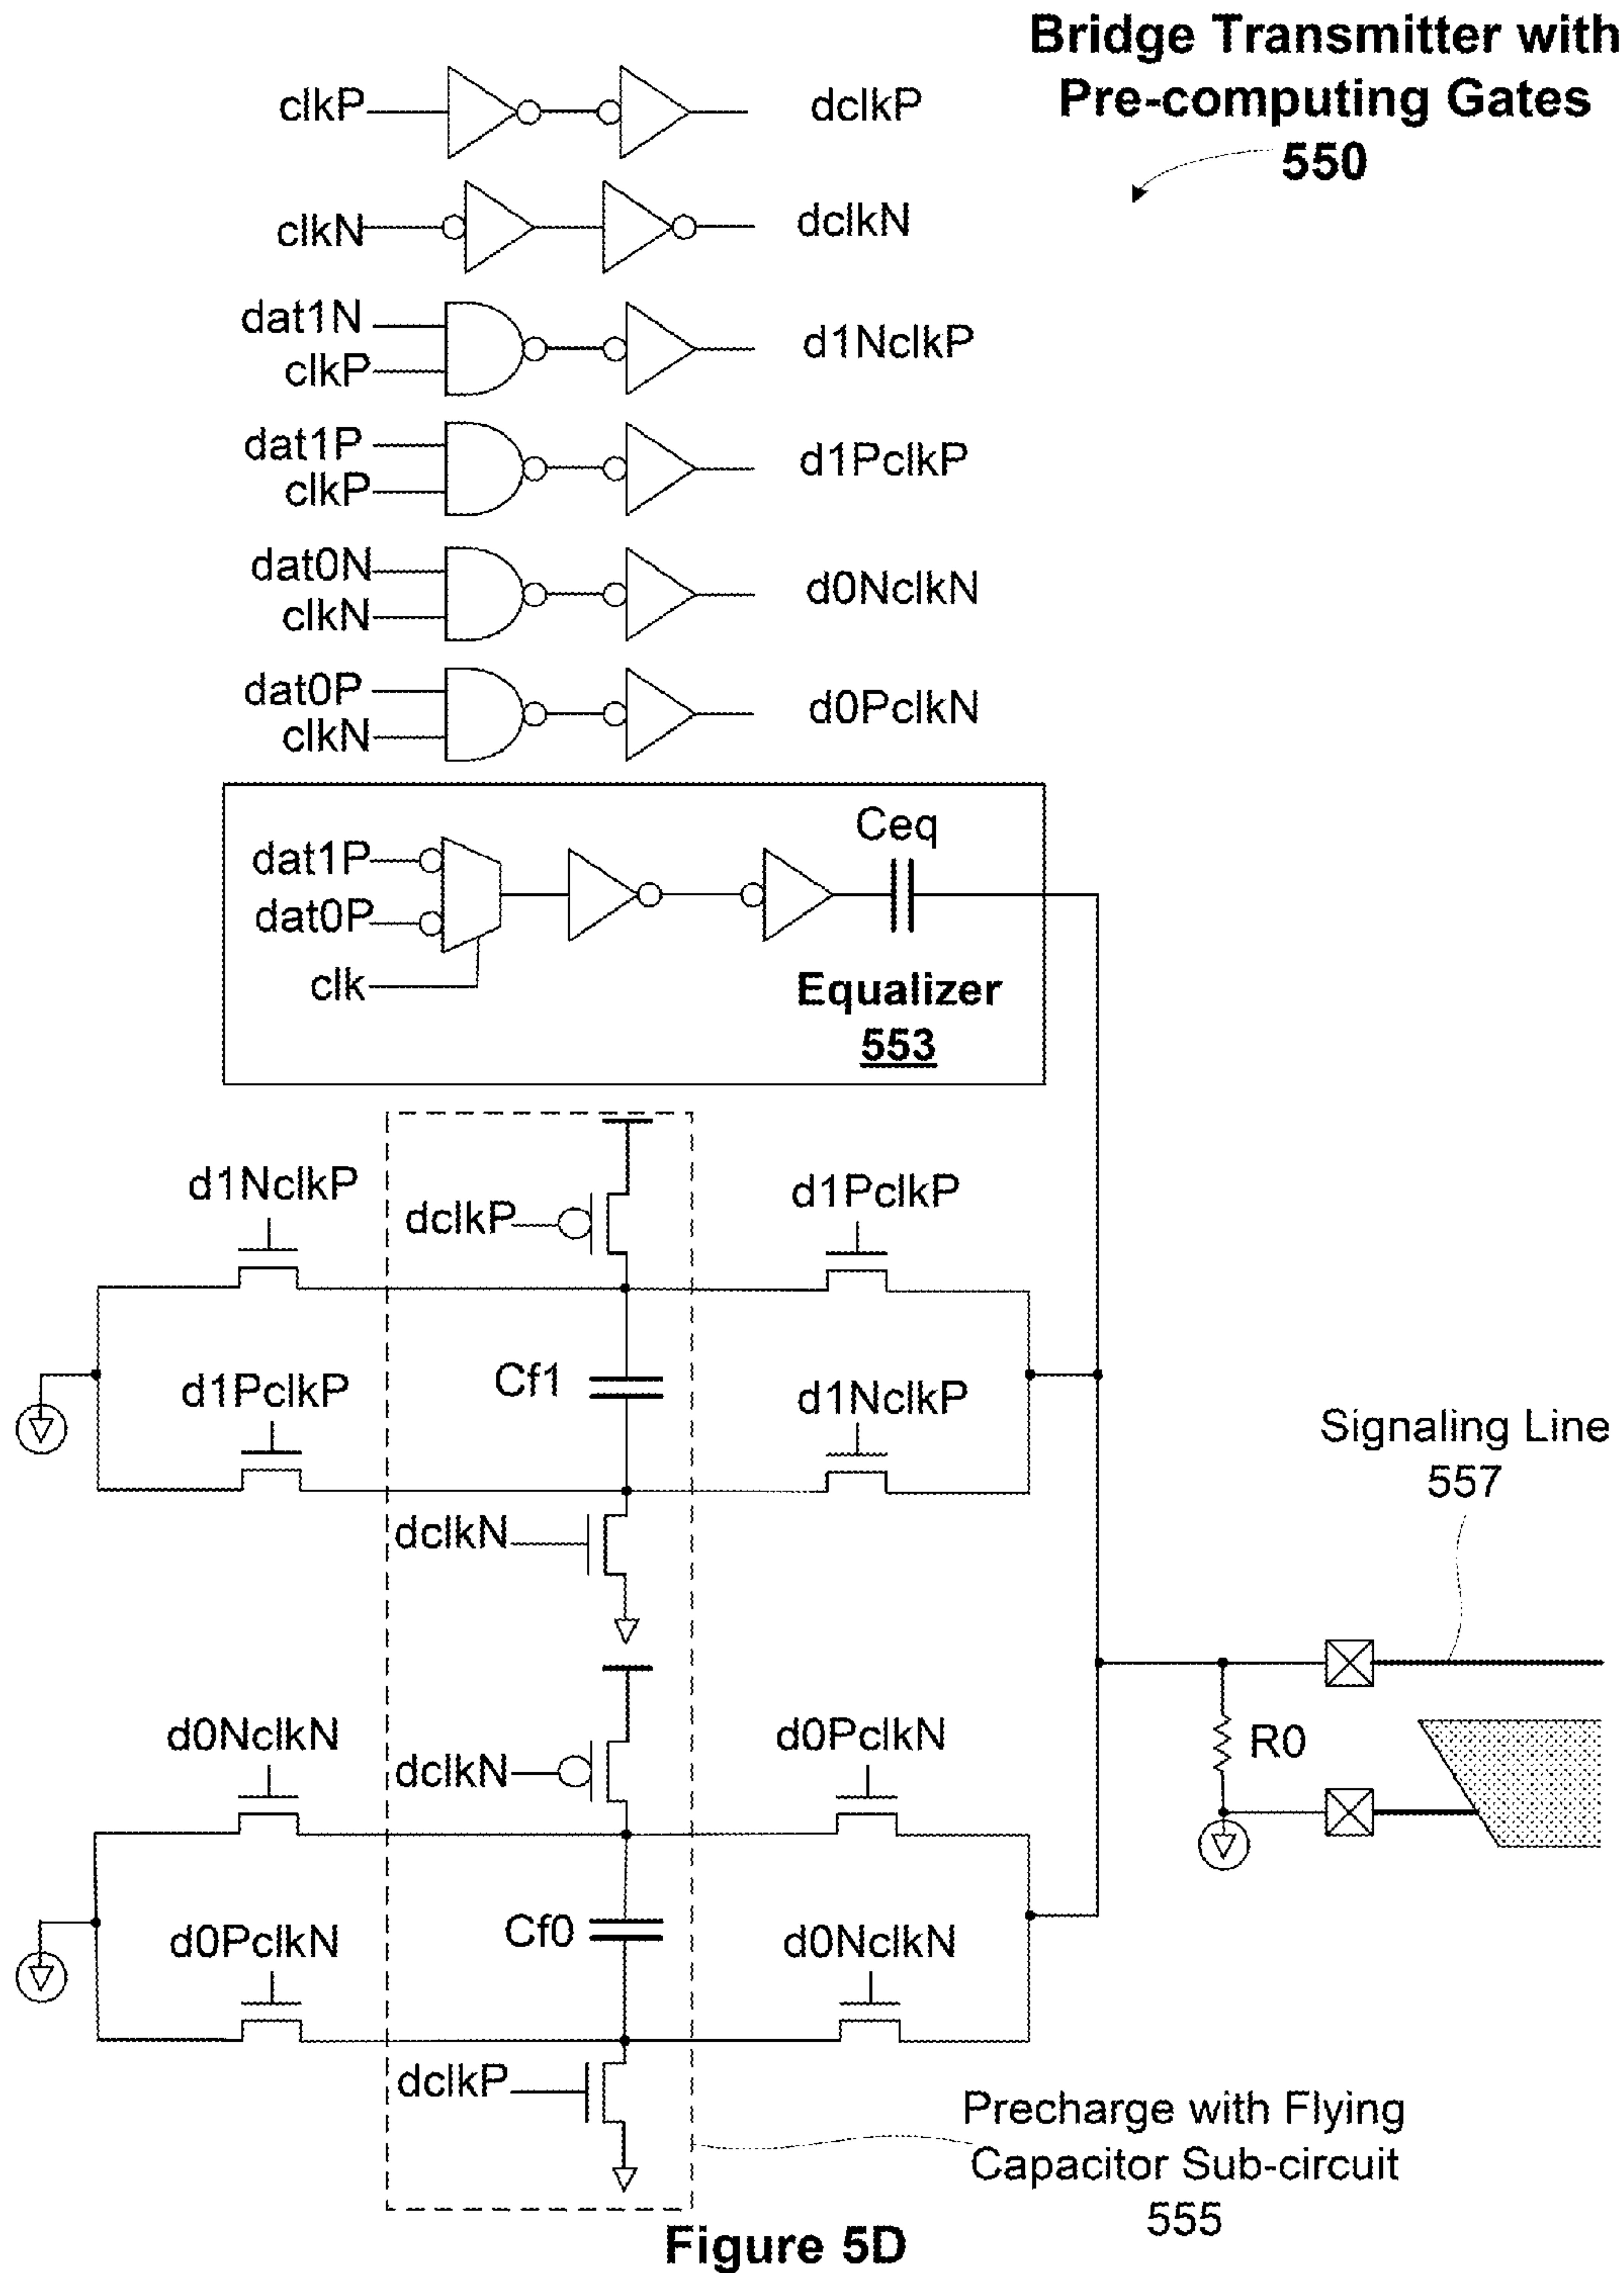 Bridge Transmitter with
Pre-computing Gates
550
clkP
dclkP
clkN
dclkN
dat1N
clkP
d1NclkP
dat1P
clkP
d1PclkP
dat0N
clkN
d0NclkN
dat0P
clkN
d0PclkN
dat1P
dat0P
clk
Ceq
Equalizer
553
d1NclkP
dclkP
d1PclkP
d1PclkP
Cf1
d1NclkP
dclkN
Signaling Line
557
d0NclkN
dclkN
d0PclkN
R0
d0PclkN
Cf0
d0NclkN
dclkP
Precharge with Flying
Capacitor Sub-circuit
555
Figure 5D